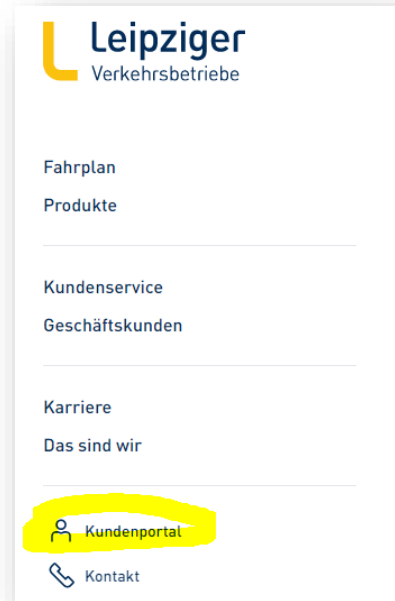 Leipziger
Verkehrsbetriebe
Fahrplan
Produkte
Kundenservice
Geschäftskunden
Karriere
Das sind wir
Kundenportal
Kontakt